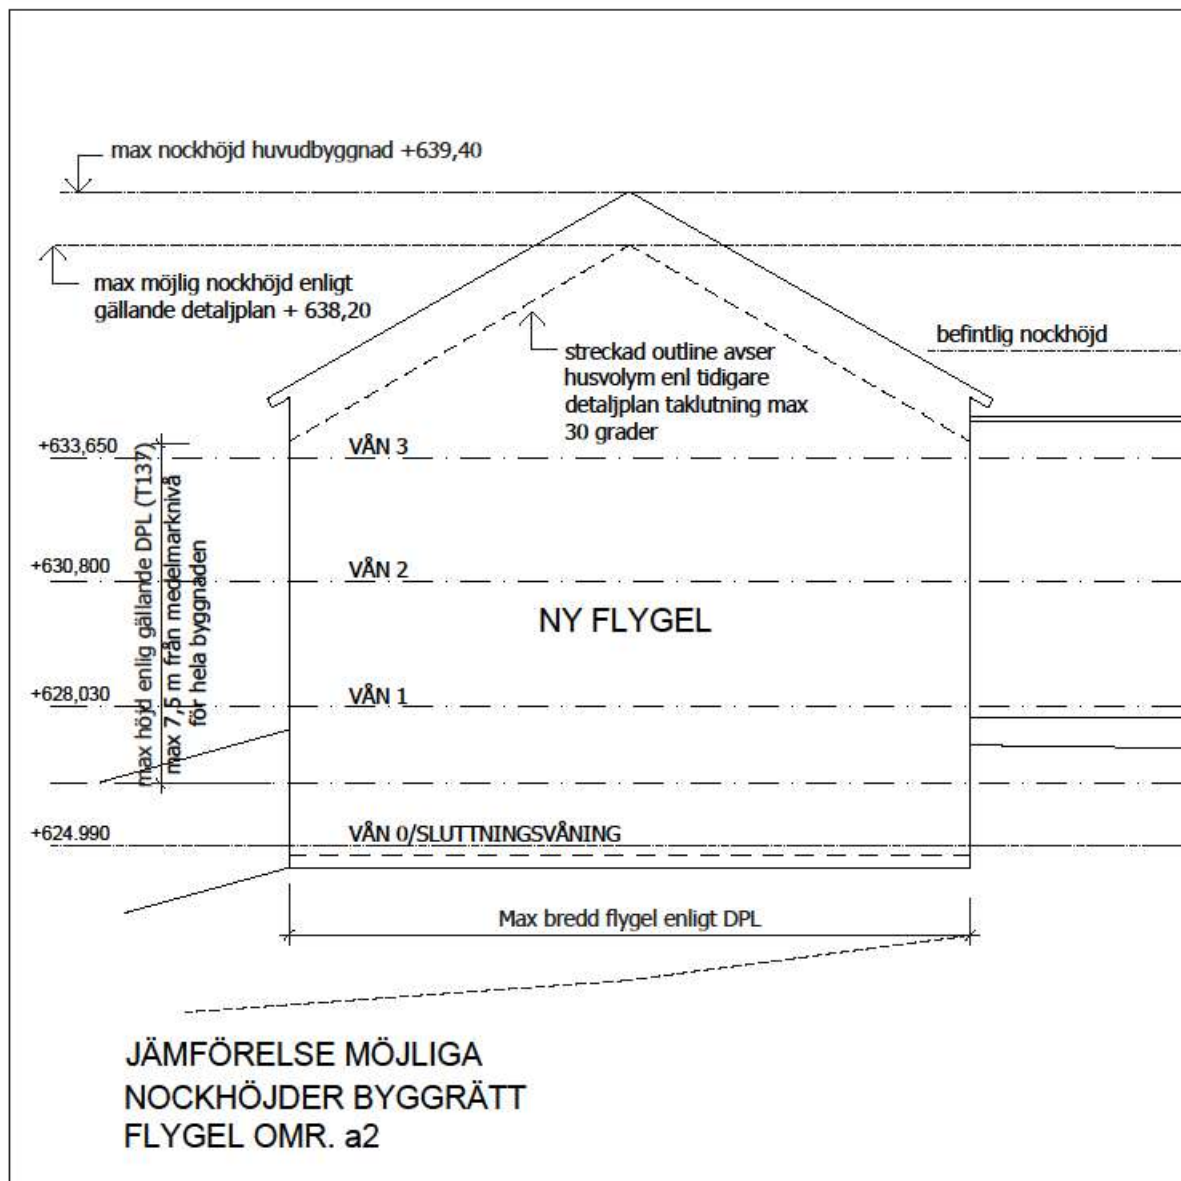 max nockhöjd huvudbyggnad +639,40
max möjlig nockhöjd enligt
gällande detaljplan + 638,20
befintlig nockhöjd
streckad outline avser
husvolym enl tidigare
detaljplan taklutning max
30 grader
+633,650
VÅN 3
max höjd enlig gällande DPL (T137)
max 7,5 m från medelmarknivå
för hela byggnaden
+630,800
VÅN 2
NY FLYGEL
+628,030
VÅN 1
+624.990
VÅN 0/SLUTTNINGSVÅNING
Max bredd flygel enligt DPL
JÄMFÖRELSE MÖJLIGA
NOCKHÖJDER BYGGRÄTT
FLYGEL OMR. a2